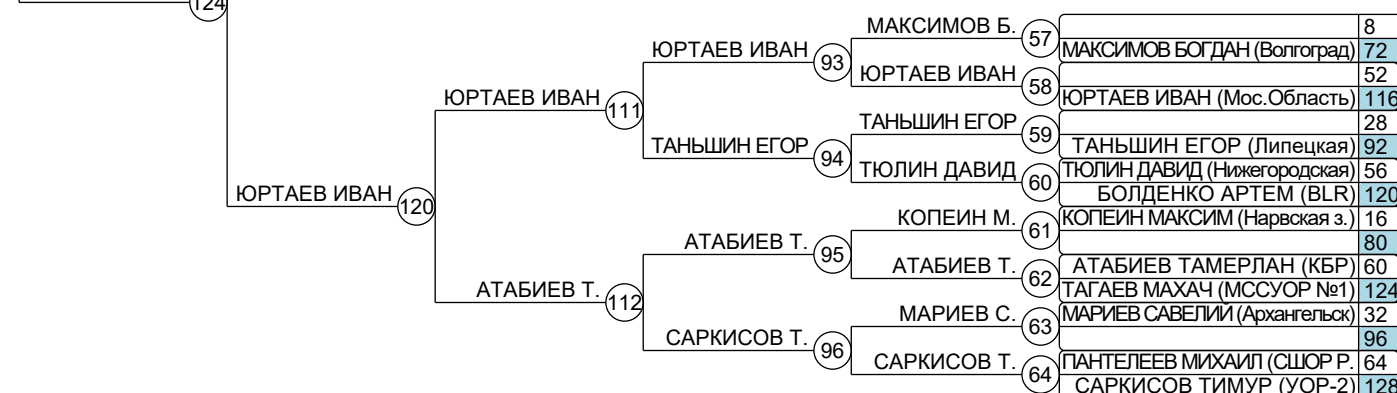 124
МАКСИМОВ Б. 57 8
МАКСИМОВ БОГДАН (Волгоград) 72
ЮРТАЕВ ИВАН 93
ЮРТАЕВ ИВАН 58 52
ЮРТАЕВ ИВАН (Мос.Область) 116
ЮРТАЕВ ИВАН 111
ТАНЬШИН ЕГОР 59 28
ТАНЬШИН ЕГОР (Липецкая) 92
ТАНЬШИН ЕГОР 94
ТЮЛИН ДАВИД 60 ТЮЛИН ДАВИД (Нижегородская) 56
БОЛДЕНКО АРТЕМ (BLR) 120
ЮРТАЕВ ИВАН 120
КОПЕИН М. 61 КОПЕИН МАКСИМ (Нарвская з.) 16
80
АТАБИЕВ Т. 95
АТАБИЕВ Т. 62 АТАБИЕВ ТАМЕРЛАН (КБР) 60
ТАГАЕВ МАХАЧ (МССУОР №1) 124
АТАБИЕВ Т. 112
МАРИЕВ С. 63 МАРИЕВ САВЕЛИЙ (Архангельск) 32
96
САРКИСОВ Т. 96
САРКИСОВ Т. 64 ПАНТЕЛЕЕВ МИХАИЛ (СШОР Р. 64
САРКИСОВ ТИМУР (УОР-2) 128